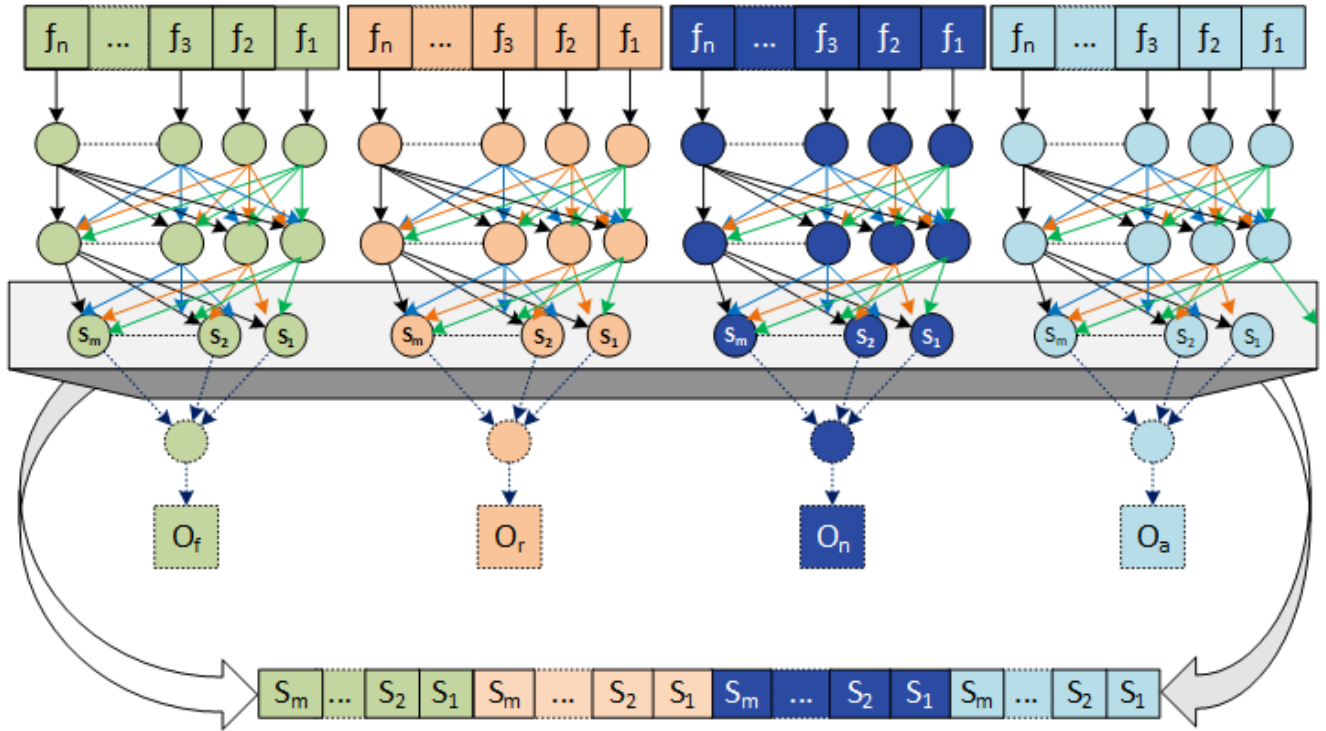 fn ... f3 f2 f1 fn ... f3 f2 f1 fn ... f3 f2 f1 fn ... f3 f2 f1
Sm S2 S1 Sm S2 S1 Sm S2 S1 Sm S2 S1
Of Or On Oa
Sm ... S2 S1 Sm ... S2 S1 Sm ... S2 S1 Sm ... S2 S1